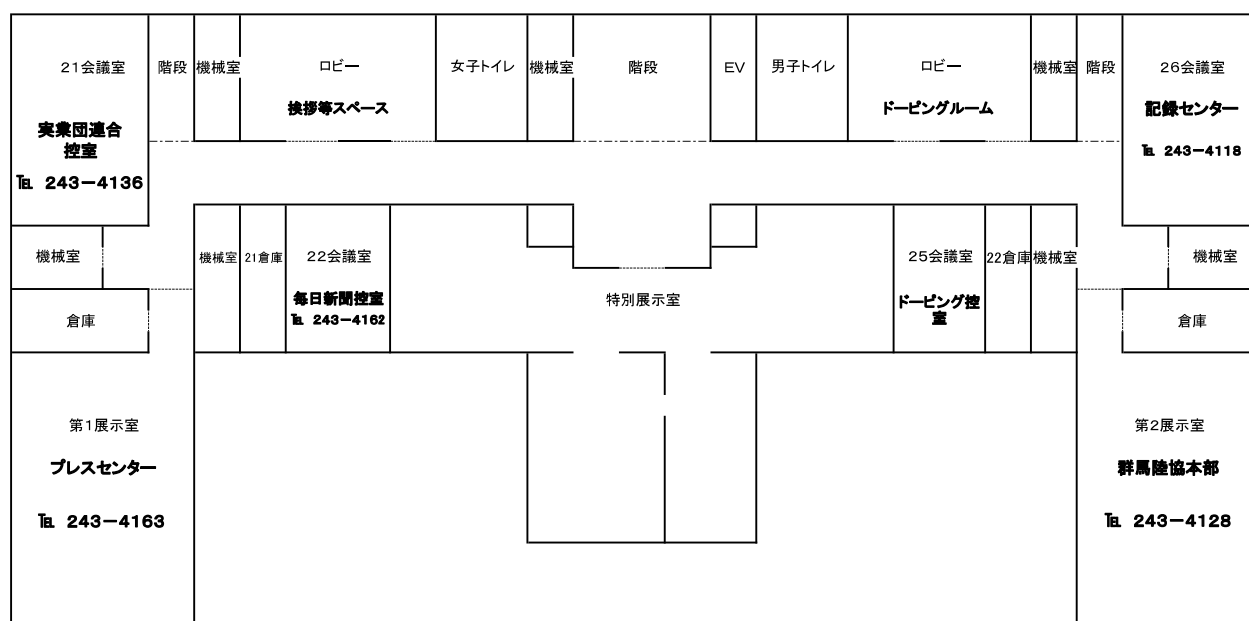 21会議室
階段
機械室
ロビー
女子トイレ
機械室
階段
EV
男子トイレ
ロビー
機械室
階段
26会議室
挨拶等スペース
ドーピングルーム
記録センター
実業団連合
控室
℡ 243-4118
℡ 243-4136
機械室
機械室
21倉庫
22会議室
25会議室
22倉庫
機械室
機械室
毎日新聞控室
℡ 243-4162
特別展示室
ドーピング控
室
倉庫
倉庫
第1展示室
第2展示室
プレスセンター
群馬陸協本部
℡ 243-4163
℡ 243-4128